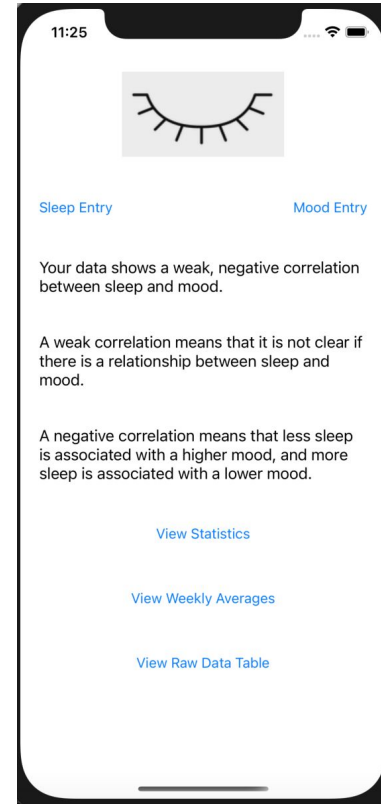 11:25
Sleep Entry
Mood Entry
Your data shows a weak, negative correlation
between sleep and mood.
A weak correlation means that it is not clear if
there is a relationship between sleep and
mood.
A negative correlation means that less sleep
is associated with a higher mood, and more
sleep is associated with a lower mood.
View Statistics
View Weekly Averages
View Raw Data Table